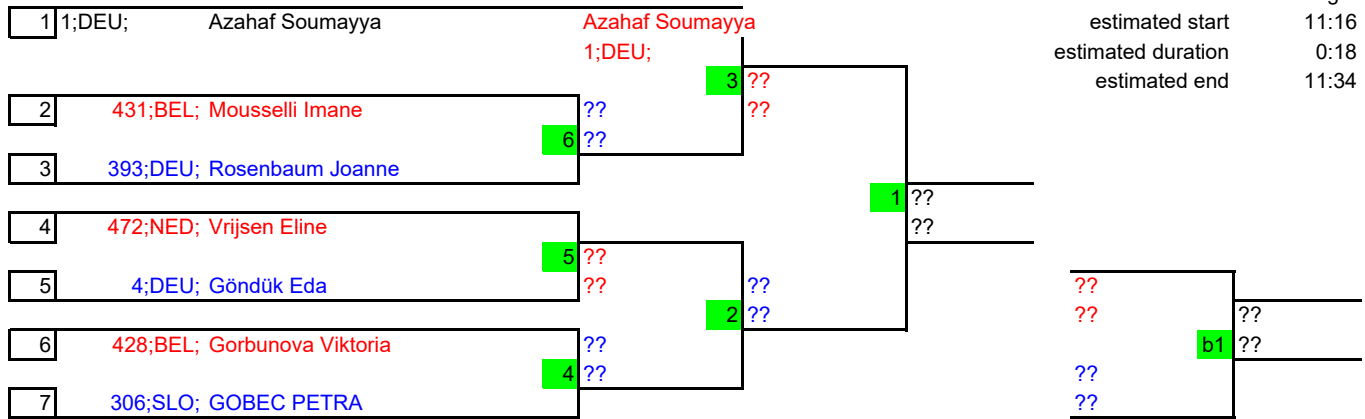 1 1;DEU; Azahaf Soumayya Azahaf Soumayya estimated start 11:16
1;DEU; estimated duration 0:18
3 ?? estimated end 11:34
2 431;BEL; Mousselli Imane ?? ??
6 ??
3 393;DEU; Rosenbaum Joanne
1 ??
4 472;NED; Vrijsen Eline ??
5 ??
5 4;DEU; Göndük Eda ?? ?? ??
2 ?? ?? ??
6 428;BEL; Gorbunova Viktoria ?? b1 ??
4 ?? ??
7 306;SLO; GOBEC PETRA ??